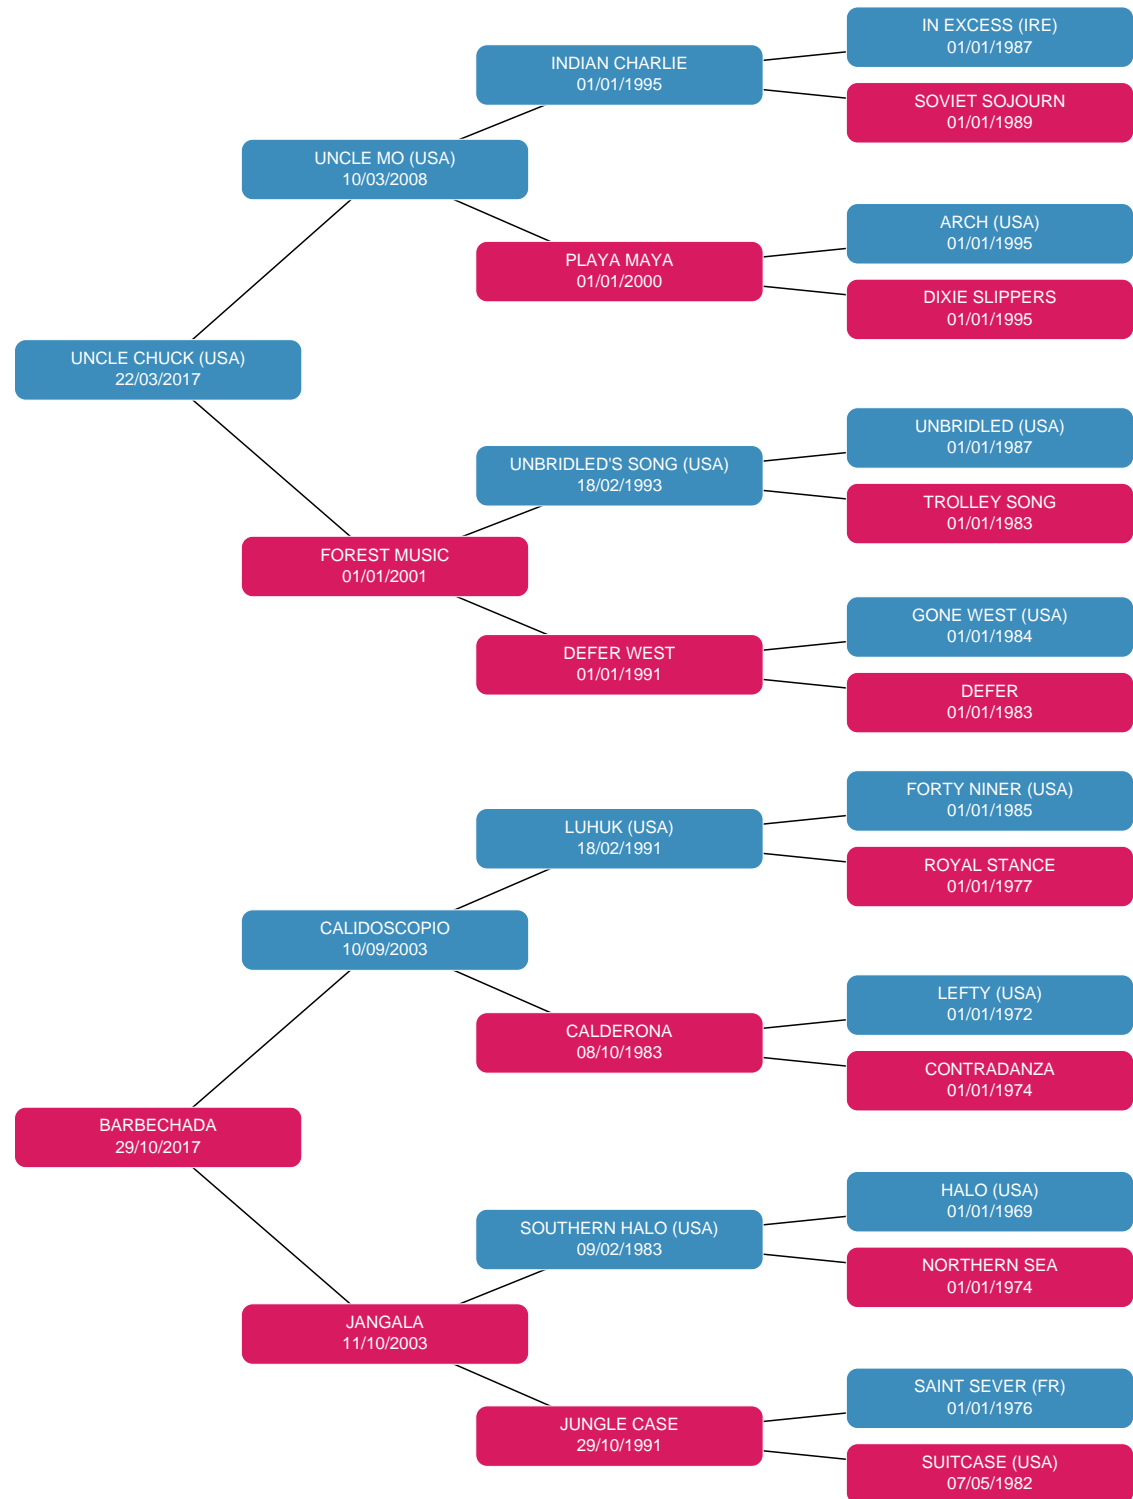 IN EXCESS (IRE)
01/01/1987
INDIAN CHARLIE
01/01/1995
SOVIET SOJOURN
01/01/1989
UNCLE MO (USA)
10/03/2008
ARCH (USA)
01/01/1995
PLAYA MAYA
01/01/2000
DIXIE SLIPPERS
01/01/1995
UNCLE CHUCK (USA)
22/03/2017
UNBRIDLED (USA)
01/01/1987
UNBRIDLED'S SONG (USA)
18/02/1993
TROLLEY SONG
01/01/1983
FOREST MUSIC
01/01/2001
GONE WEST (USA)
01/01/1984
DEFER WEST
01/01/1991
DEFER
01/01/1983
FORTY NINER (USA)
01/01/1985
LUHUK (USA)
18/02/1991
ROYAL STANCE
01/01/1977
CALIDOSCOPIO
10/09/2003
LEFTY (USA)
01/01/1972
CALDERONA
08/10/1983
CONTRADANZA
01/01/1974
BARBECHADA
29/10/2017
HALO (USA)
01/01/1969
SOUTHERN HALO (USA)
09/02/1983
NORTHERN SEA
01/01/1974
JANGALA
11/10/2003
SAINT SEVER (FR)
01/01/1976
JUNGLE CASE
29/10/1991
SUITCASE (USA)
07/05/1982